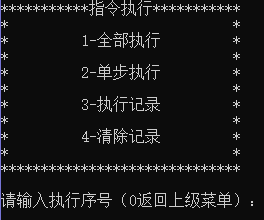 ***********指令执行***********
*                            *
*        1-全部执行          *
*                            *
*        2-单步执行          *
*                            *
*        3-执行记录          *
*                            *
*        4-清除记录          *
*                            *
******************************
请输入执行序号（0返回上级菜单）：